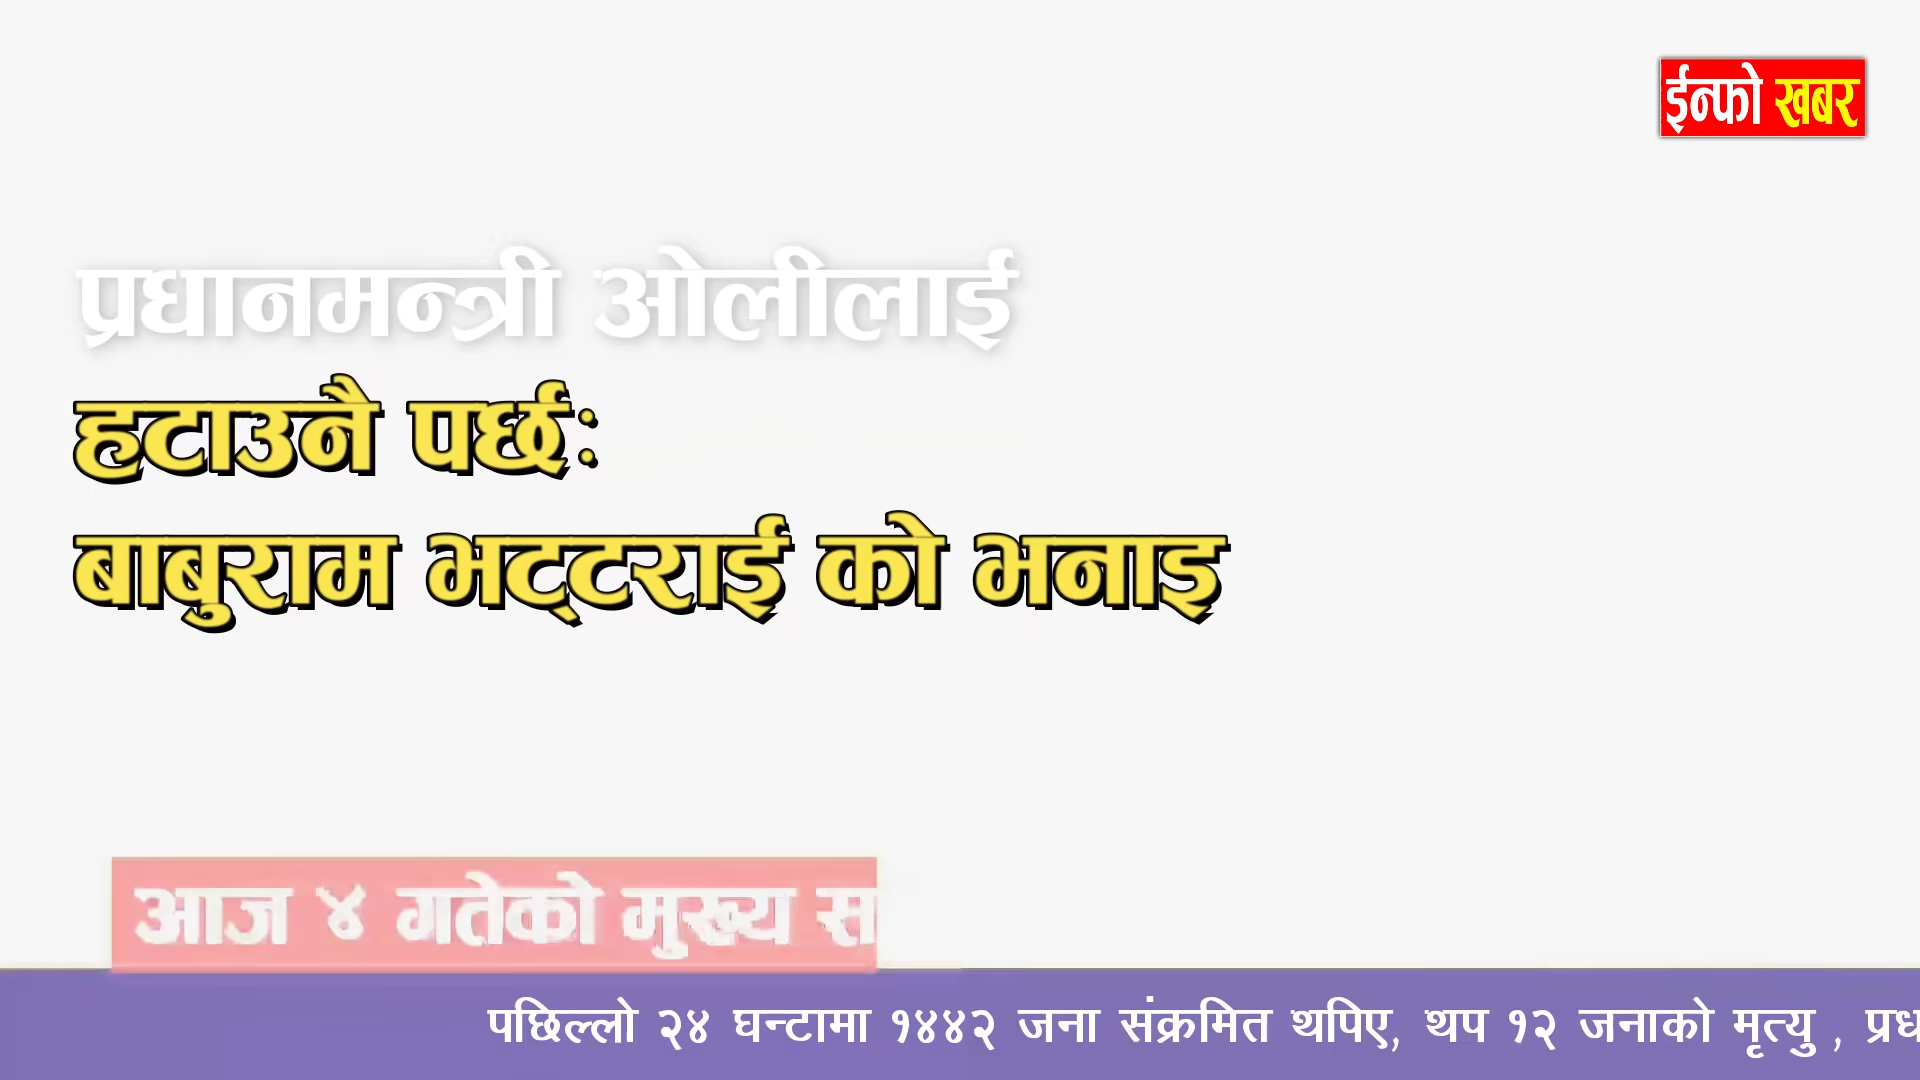 ईन्फो खबर
प्रधानमन्त्री ओलीलाई
हटाउनै पर्छः
बाबुराम भट्टराई को भनाइ
आज ४ गतेको मुख्य स
पछिल्लो २४ घन्टामा १४४२ जना संक्रमित थपिए, थप १२ जनाको मृत्यु , प्रध